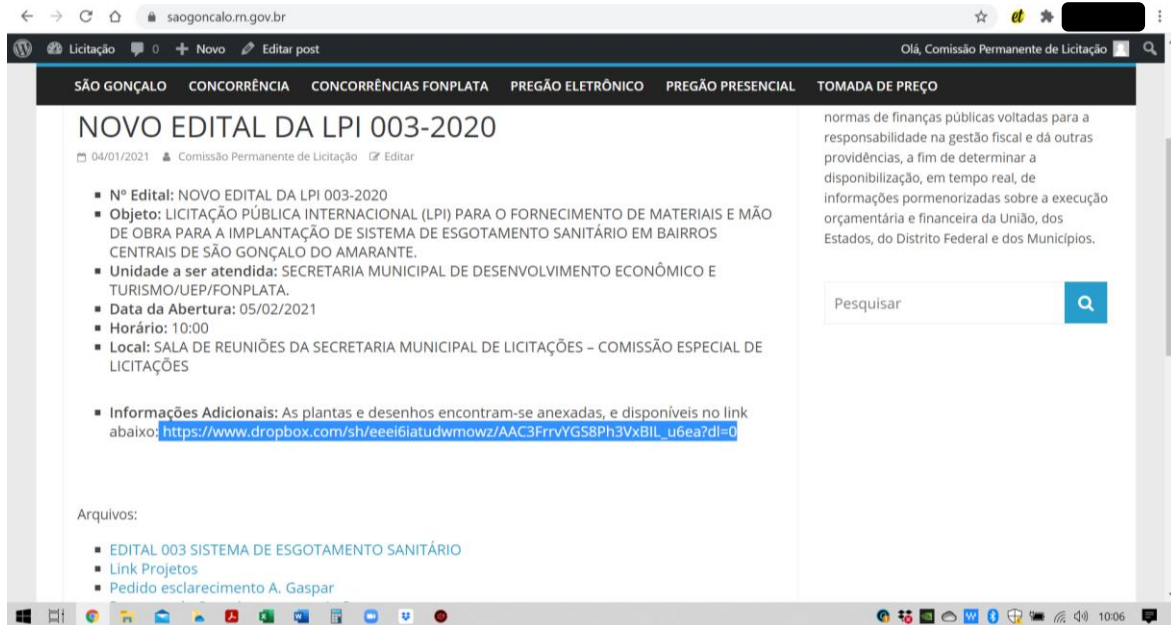 saogoncalo.rn.gov.br
et
Licitação 0 Novo Editar post Olá, Comissão Permanente de Licitação
SÃO GONÇALO CONCORRÊNCIA CONCORRÊNCIAS FONPLATA PREGÃO ELETRÔNICO PREGÃO PRESENCIAL TOMADA DE PREÇO
NOVO EDITAL DA LPI 003-2020
04/01/2021 Comissão Permanente de Licitação Editar
Nº Edital: NOVO EDITAL DA LPI 003-2020
Objeto: LICITAÇÃO PÚBLICA INTERNACIONAL (LPI) PARA O FORNECIMENTO DE MATERIAIS E MÃO
DE OBRA PARA A IMPLANTAÇÃO DE SISTEMA DE ESGOTAMENTO SANITÁRIO EM BAIRROS
CENTRAIS DE SÃO GONÇALO DO AMARANTE.
Unidade a ser atendida: SECRETARIA MUNICIPAL DE DESENVOLVIMENTO ECONÔMICO E
TURISMO/UEP/FONPLATA.
Data da Abertura: 05/02/2021
Horário: 10:00
Local: SALA DE REUNIÕES DA SECRETARIA MUNICIPAL DE LICITAÇÕES – COMISSÃO ESPECIAL DE
LICITAÇÕES
Informações Adicionais: As plantas e desenhos encontram-se anexadas, e disponíveis no link
abaixo: https://www.dropbox.com/sh/eeei6iatudwmowz/AAC3FrrvYGS8Ph3VxBIL_u6ea?dl=0
Arquivos:
EDITAL 003 SISTEMA DE ESGOTAMENTO SANITÁRIO
Link Projetos
Pedido esclarecimento A. Gaspar
normas de finanças públicas voltadas para a
responsabilidade na gestão fiscal e dá outras
providências, a fim de determinar a
disponibilização, em tempo real, de
informações pormenorizadas sobre a execução
orçamentária e financeira da União, dos
Estados, do Distrito Federal e dos Municípios.
Pesquisar
10:06